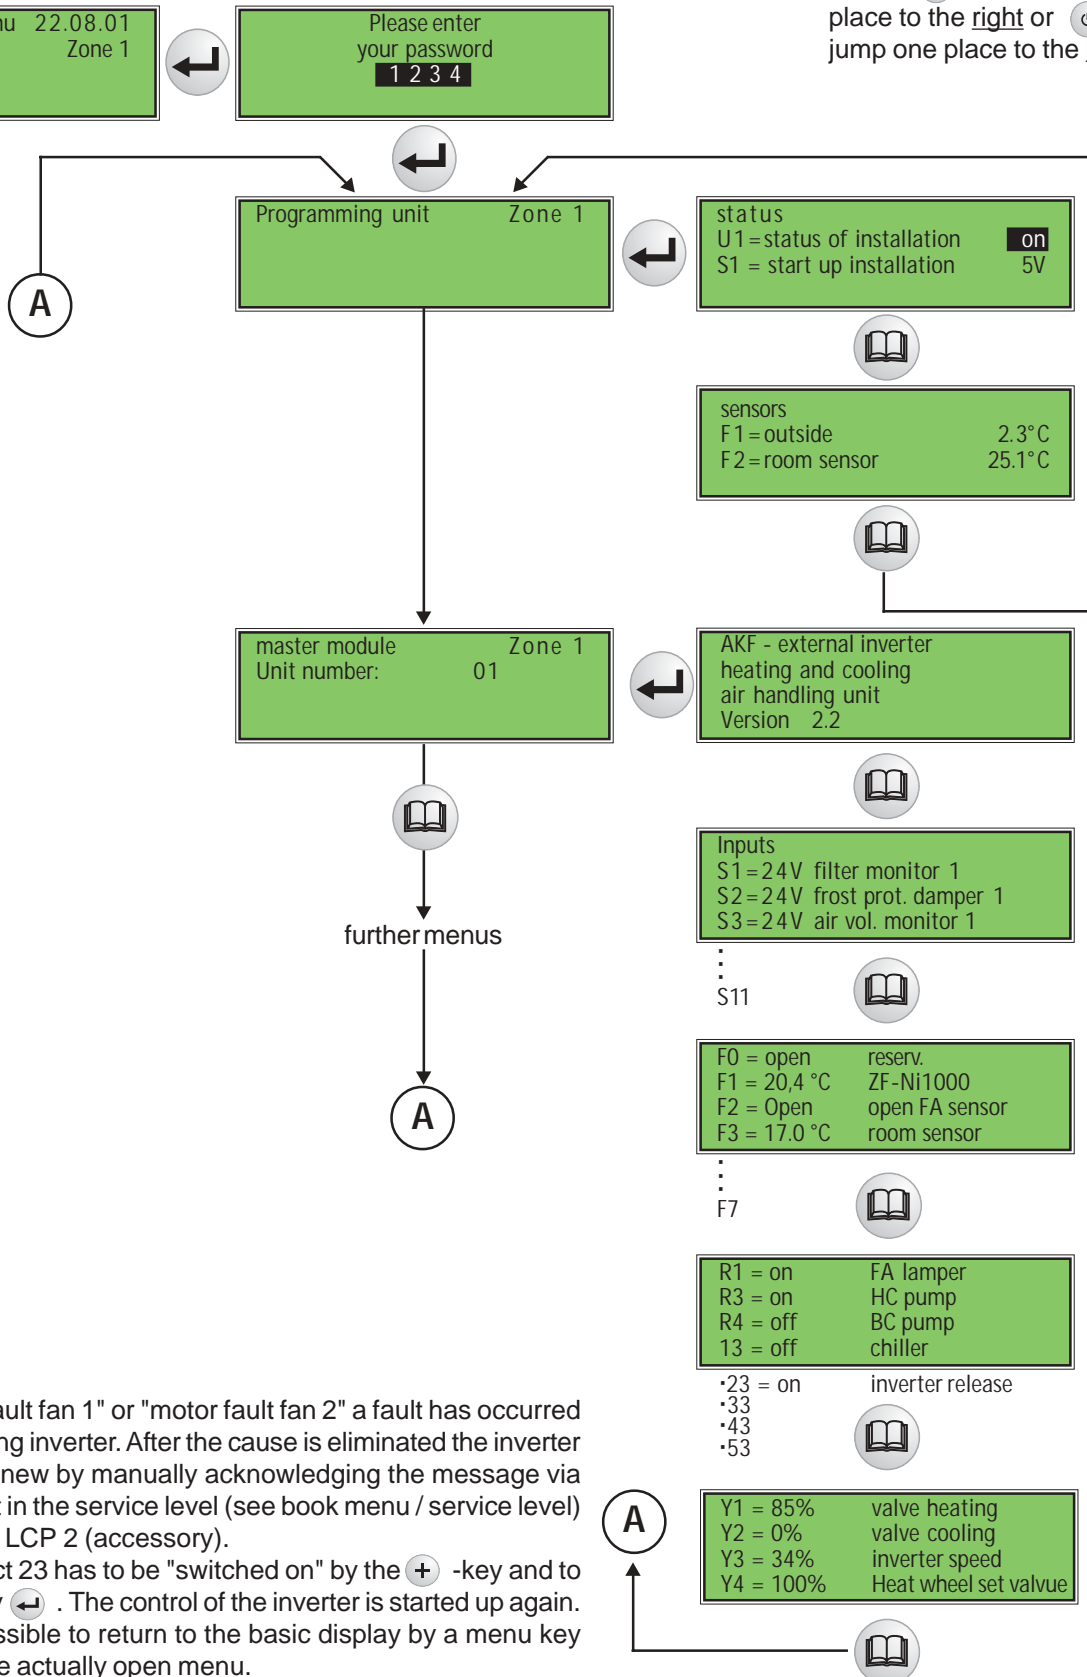 nu 22.08.01
Zone 1
Please enter
your password
1 2 3 4
place to the right or
jump one place to the
Programming unit Zone 1
status
U1=status of installation on
S1 = start up installation 5V
A
sensors
F1=outside 2.3°C
F2=room sensor 25.1°C
master module Zone 1
Unit number: 01
AKF - external inverter
heating and cooling
air handling unit
Version 2.2
further menus
A
Inputs
S1=24V filter monitor 1
S2=24V frost prot. damper 1
S3=24V air vol. monitor 1
S11
F0 = open reserv.
F1 = 20,4 °C ZF-Ni1000
F2 = Open open FA sensor
F3 = 17.0 °C room sensor
F7
R1 = on FA lamper
R3 = on HC pump
R4 = off BC pump
13 = off chiller
·23 = on inverter release
·33
·43
·53
A
Y1 = 85% valve heating
Y2 = 0% valve cooling
Y3 = 34% inverter speed
Y4 = 100% Heat wheel set valvue
ault fan 1" or "motor fault fan 2" a fault has occurred
ng inverter. After the cause is eliminated the inverter
new by manually acknowledging the message via
t in the service level (see book menu / service level)
LCP 2 (accessory).
ct 23 has to be "switched on" by the + -key and to
y . The control of the inverter is started up again.
ssible to return to the basic display by a menu key
e actually open menu.